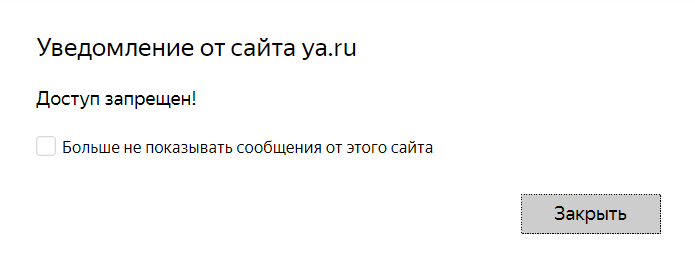 Уведомление от сайта ya.ru
Доступ запрещен!
Больше не показывать сообщения от этого сайта
Закрыть